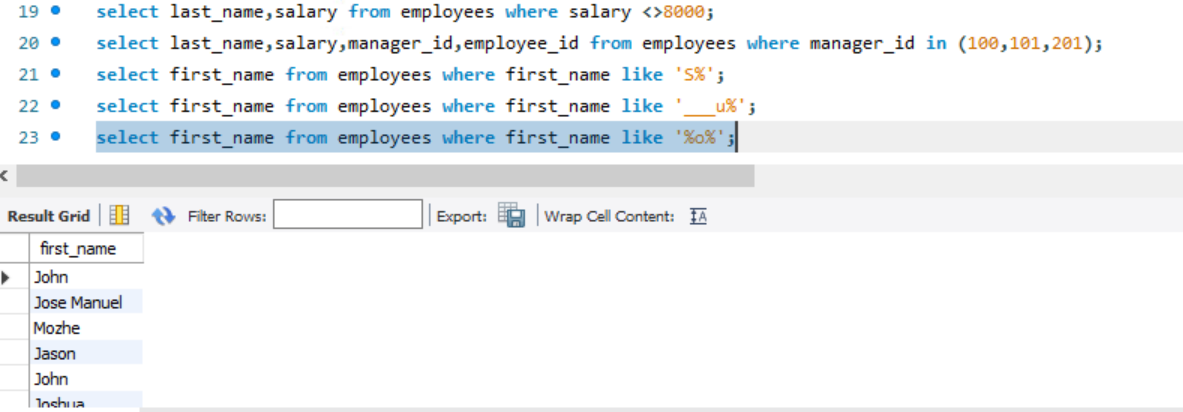 19 select last_name,salary from employees where salary <>8000;
20 select last_name,salary,manager_id,employee_id from employees where manager_id in (100,101,201);
21 select first_name from employees where first_name like 'S%';
22 select first_name from employees where first_name like '___u%';
23 select first_name from employees where first_name like '%o%';
Result Grid Filter Rows: Export: Wrap Cell Content: IA
first_name
John
Jose Manuel
Mozhe
Jason
John
Joshua